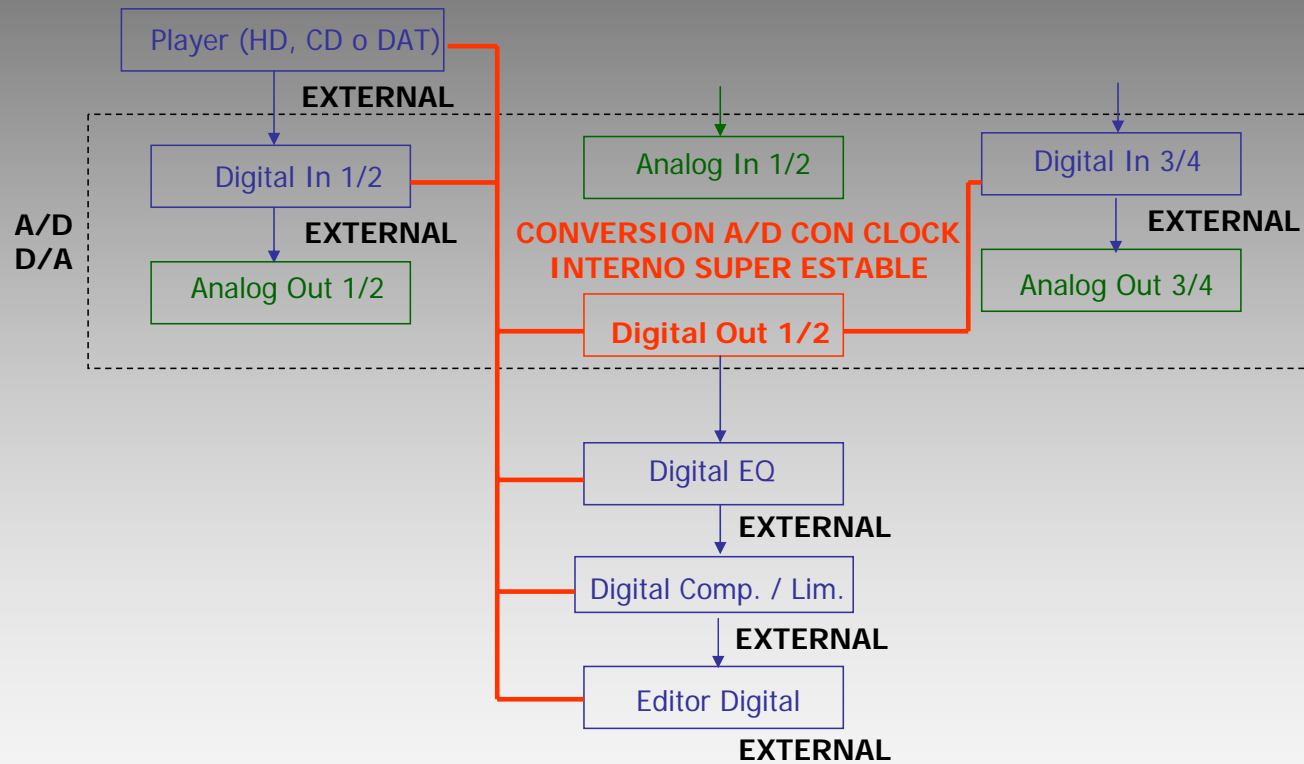 Player (HD, CD o DAT)
EXTERNAL
Digital In 1/2
Analog In 1/2
Digital In 3/4
A/D
D/A
EXTERNAL
CONVERSION A/D CON CLOCK
INTERNO SUPER ESTABLE
EXTERNAL
Analog Out 1/2
Analog Out 3/4
Digital Out 1/2
Digital EQ
EXTERNAL
Digital Comp. / Lim.
EXTERNAL
Editor Digital
EXTERNAL